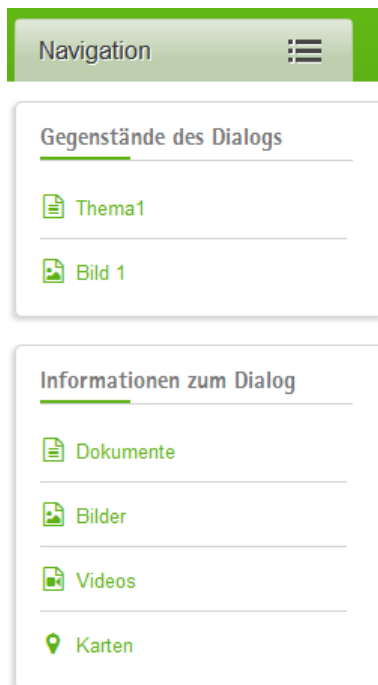 Navigation
Gegenstände des Dialogs
Thema1
Bild 1
Informationen zum Dialog
Dokumente
Bilder
Videos
Karten